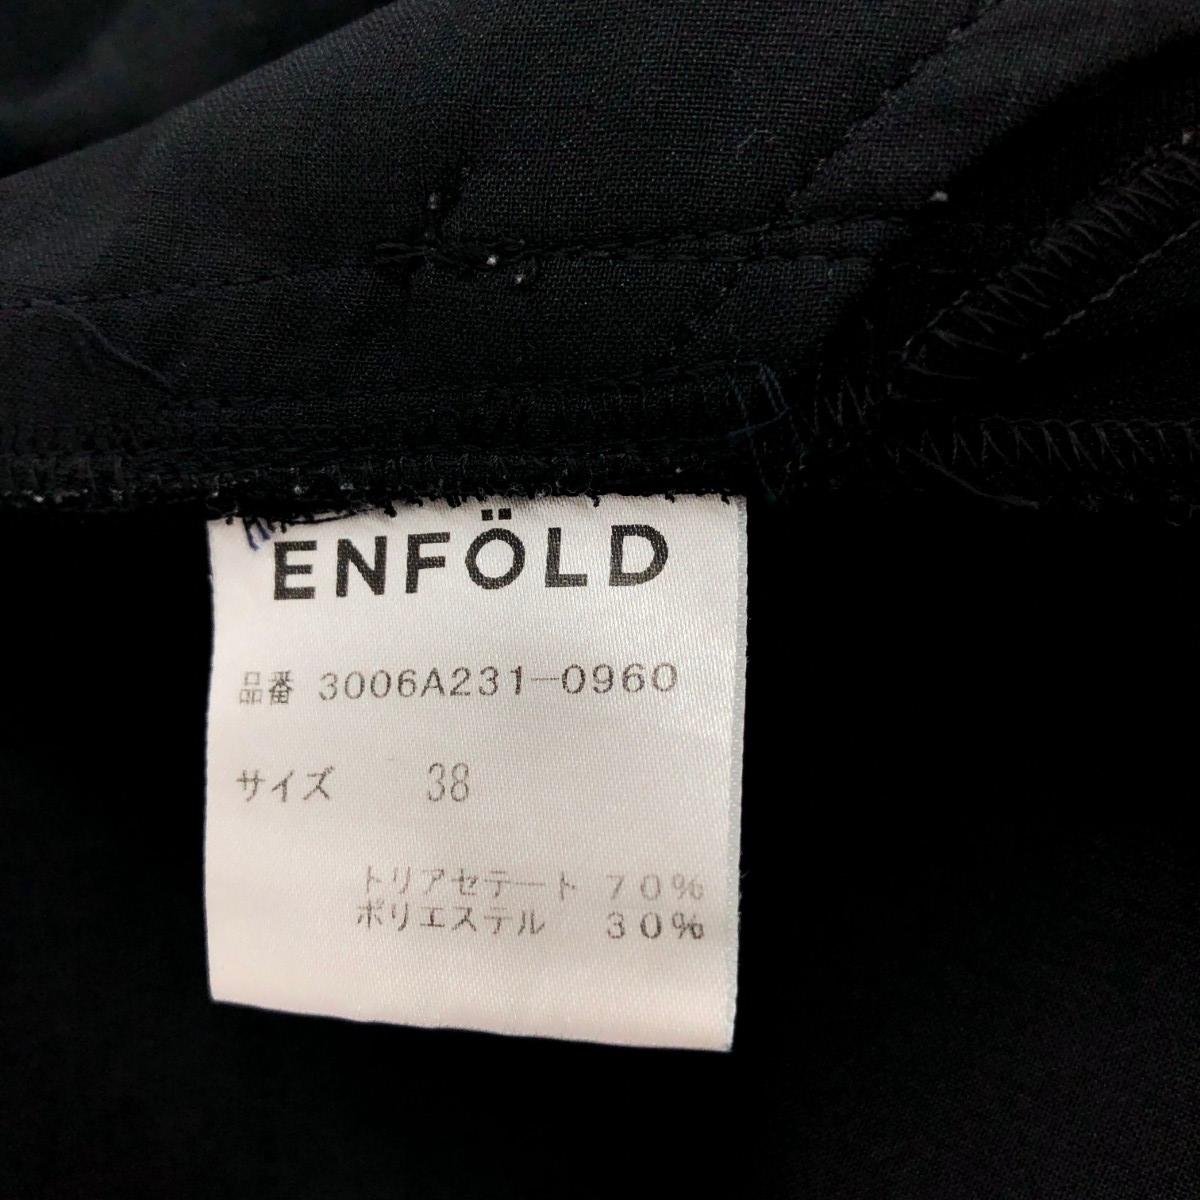 ENFÖLD
品番 3006A231-0960
サイズ 38
トリアセテート 70%
ポリエステル 30%